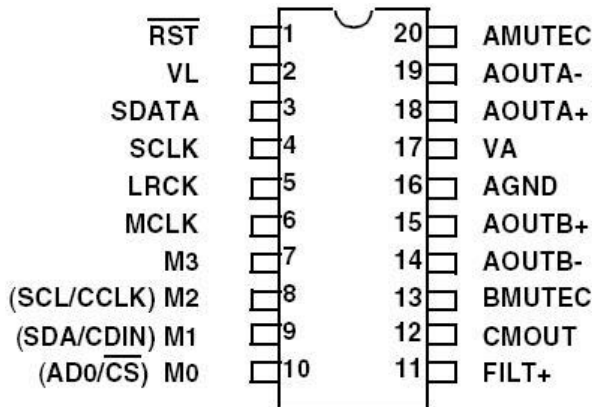 RST 1 20 AMUTEC
VL 2 19 AOUTA-
SDATA 3 18 AOUTA+
SCLK 4 17 VA
LRCK 5 16 AGND
MCLK 6 15 AOUTB+
M3 7 14 AOUTB-
(SCL/CCLK) M2 8 13 BMUTEC
(SDA/CDIN) M1 9 12 CMOUT
(AD0/CS) M0 10 11 FILT+